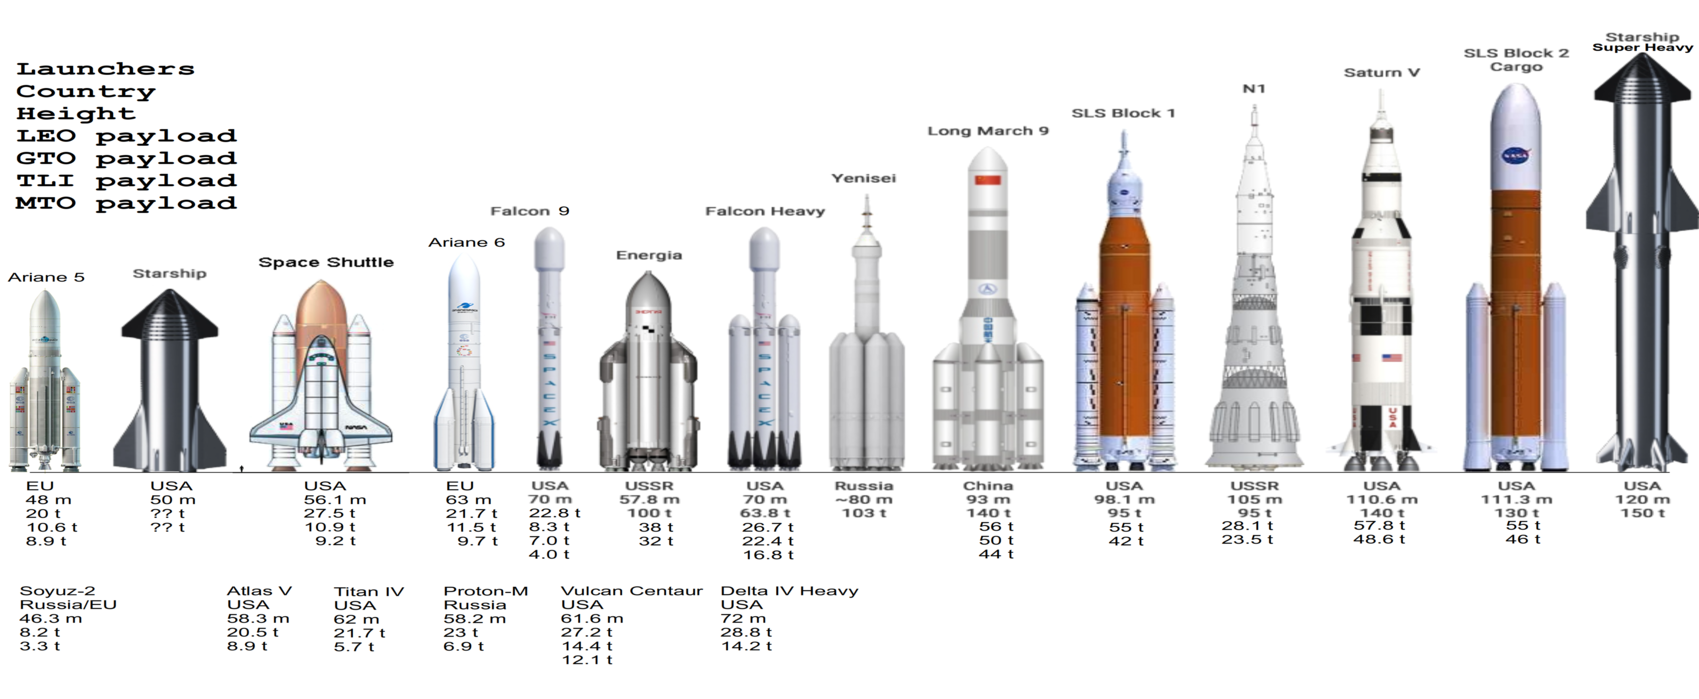 Launchers
Country
Height
LEO payload
GTO payload
TLI payload
MTO payload
Ariane 5
Starship
Space Shuttle
Ariane 6
Falcon 9
Energia
Falcon Heavy
Yenisei
Long March 9
SLS Block 1
N1
Saturn V
SLS Block 2
Cargo
Starship
Super Heavy
USA
NASA
SPACEX
SPACEX
NASA
USA
EU
48 m
20 t
10.6 t
8.9 t
USA
50 m
?? t
?? t
USA
56.1 m
27.5 t
10.9 t
9.2 t
EU
63 m
21.7 t
11.5 t
9.7 t
USA
70 m
22.8 t
8.3 t
7.0 t
4.0 t
USSR
57.8 m
100 t
38 t
32 t
USA
70 m
63.8 t
26.7 t
22.4 t
16.8 t
Russia
~80 m
103 t
China
93 m
140 t
56 t
50 t
44 t
USA
98.1 m
95 t
55 t
42 t
USSR
105 m
95 t
28.1 t
23.5 t
USA
110.6 m
140 t
57.8 t
48.6 t
USA
111.3 m
130 t
55 t
46 t
USA
120 m
150 t
Soyuz-2
Russia/EU
46.3 m
8.2 t
3.3 t
Atlas V
USA
58.3 m
20.5 t
8.9 t
Titan IV
USA
62 m
21.7 t
5.7 t
Proton-M
Russia
58.2 m
23 t
6.9 t
Vulcan Centaur
USA
61.6 m
27.2 t
14.4 t
12.1 t
Delta IV Heavy
USA
72 m
28.8 t
14.2 t